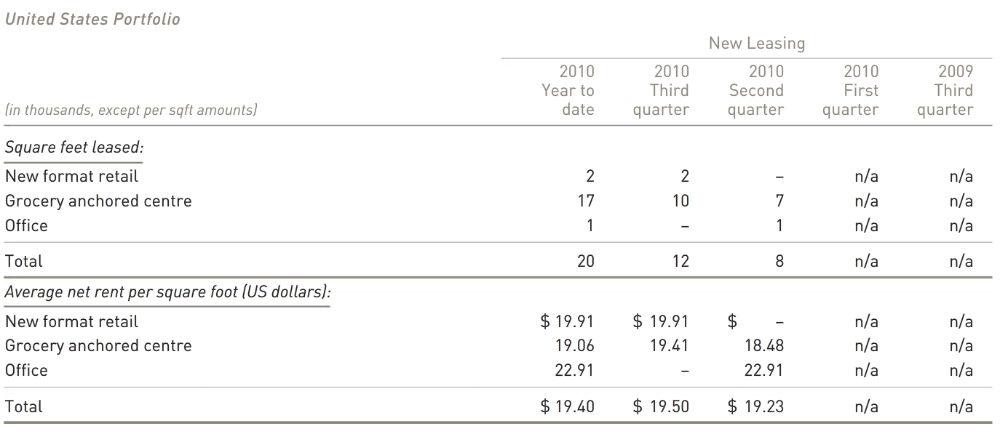 United States Portfolio
New Leasing
2010 2010 2010 2010 2009
Year to Third Second First Third
(in thousands, except per sqft amounts) date quarter quarter quarter quarter
Square feet leased:
New format retail 2 2 – n/a n/a
Grocery anchored centre 17 10 7 n/a n/a
Office 1 – 1 n/a n/a
Total 20 12 8 n/a n/a
Average net rent per square foot (US dollars):
New format retail $ 19.91 $ 19.91 $ – n/a n/a
Grocery anchored centre 19.06 19.41 18.48 n/a n/a
Office 22.91 – 22.91 n/a n/a
Total $ 19.40 $ 19.50 $ 19.23 n/a n/a